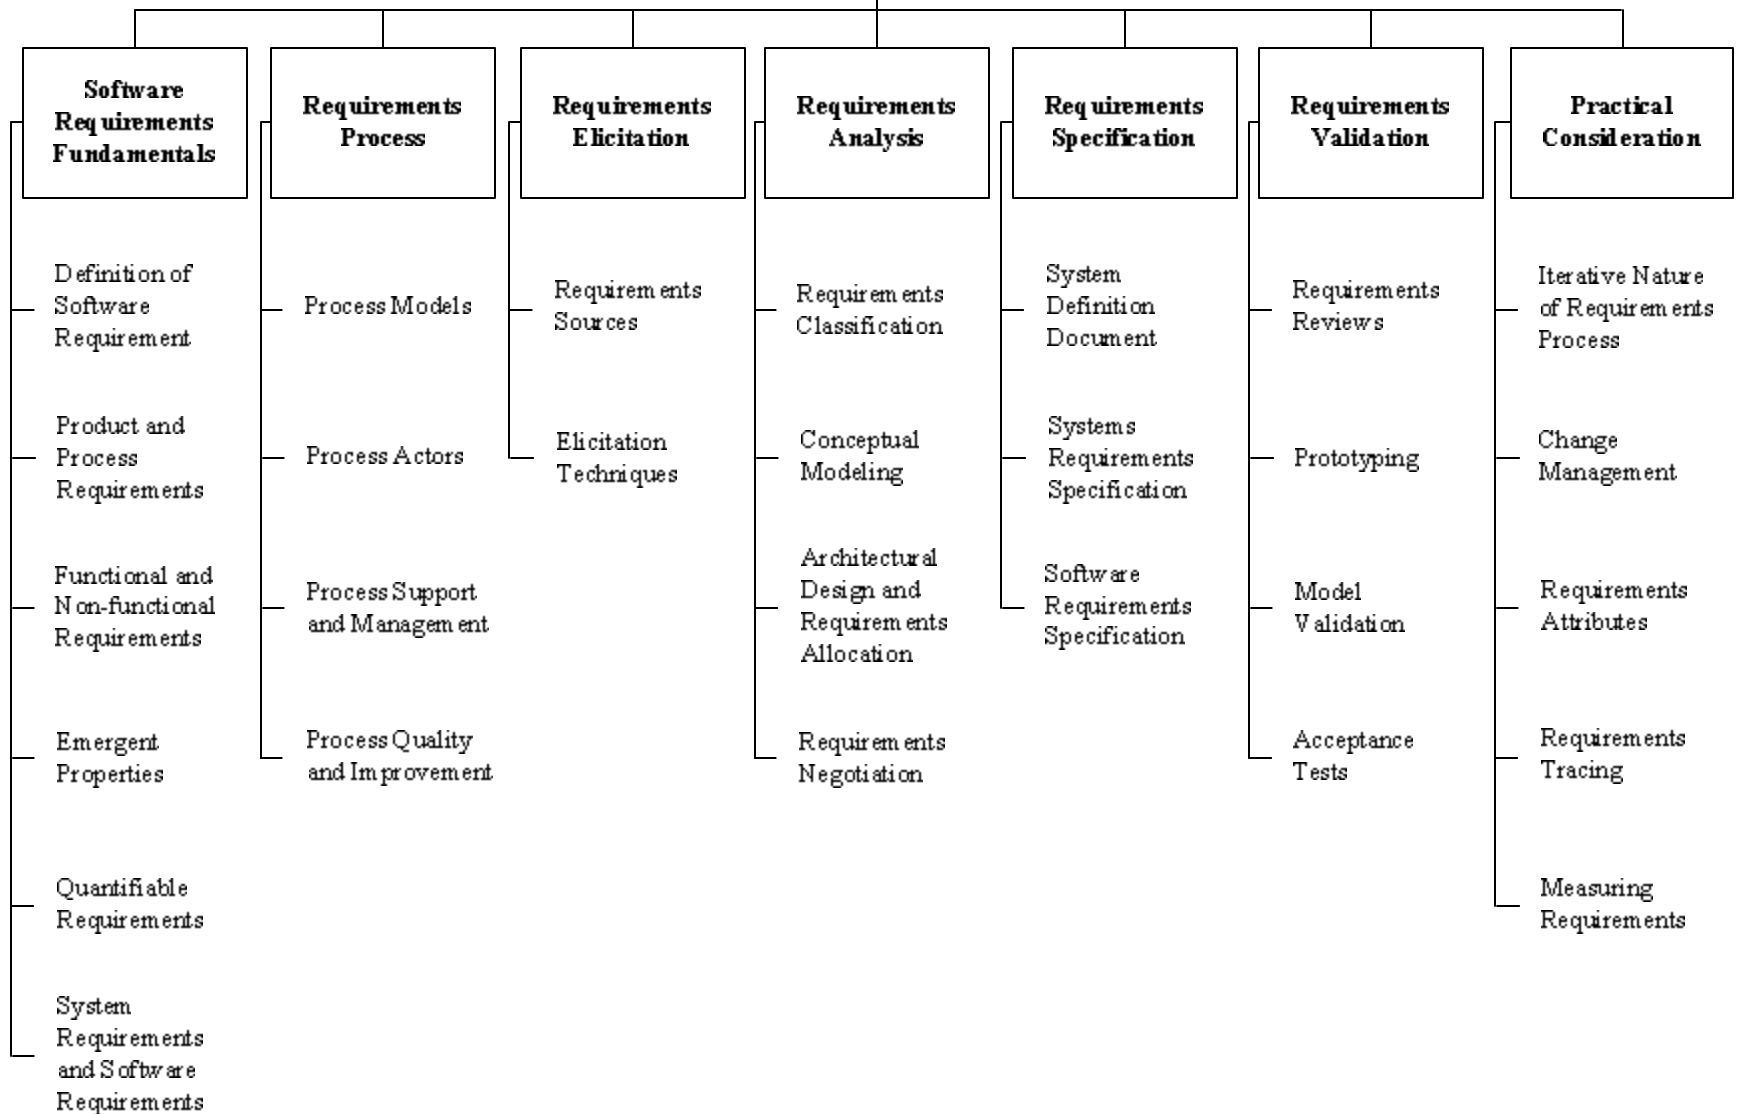 Software
Requirements
Fundamentals
Definition of
Software
Requirement
Product and
Process
Requirements
Functional and
Non-functional
Requirements
Emergent
Properties
Quantifiable
Requirements
System
Requirements
and Software
Requirements
Requirements
Process
Process Models
Process Actors
Process Support
and Management
Process Quality
and Improvement
Requirements
Elicitation
Requirements
Sources
Elicitation
Techniques
Requirements
Analysis
Requirements
Classification
Conceptual
Modeling
Architectural
Design and
Requirements
Allocation
Requirements
Negotiation
Requirements
Specification
System
Definition
Document
Systems
Requirements
Specification
Software
Requirements
Specification
Requirements
Validation
Requirements
Reviews
Prototyping
Model
Validation
Acceptance
Tests
Practical
Consideration
Iterative Nature
of Requirements
Process
Change
Management
Requirements
Attributes
Requirements
Tracing
Measuring
Requirements